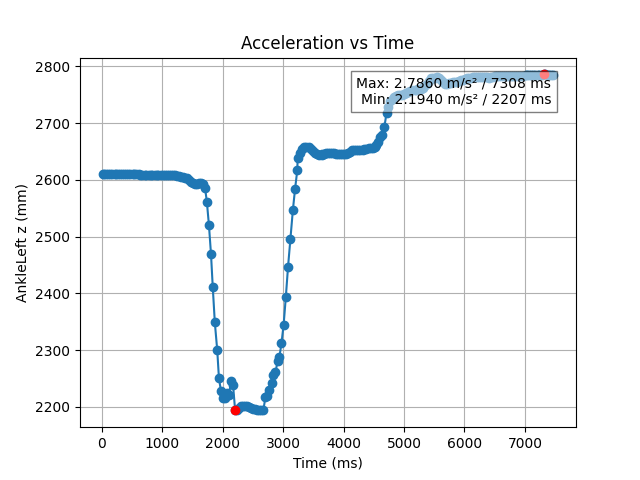 Acceleration vs Time
Max: 2.7860 m/s² / 7308 ms
Min: 2.1940 m/s² / 2207 ms
AnkleLeft z (mm)
2800
2700
2600
2500
2400
2300
2200
0 1000 2000 3000 4000 5000 6000 7000
Time (ms)